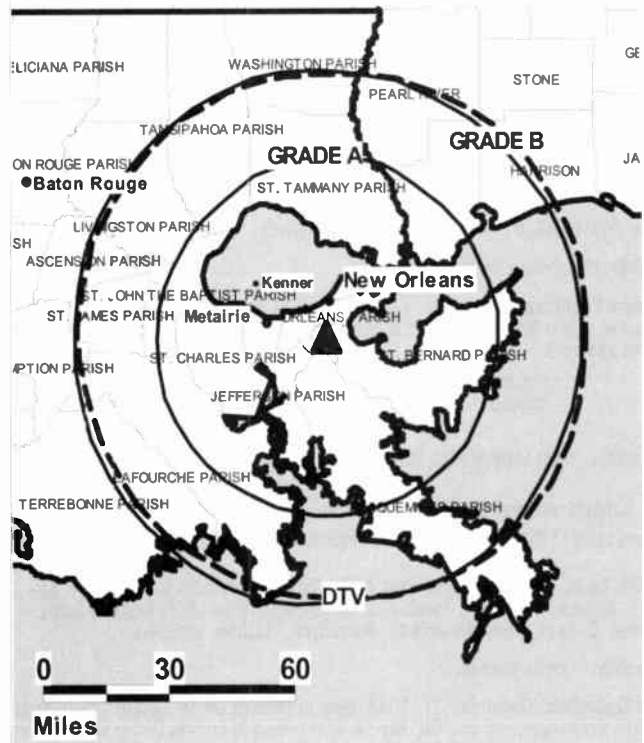 GE
ELICIANA PARISH
WASHINGTON PARISH
STONE
PEARL RIVER
TANGIPAHOA PARISH
GRADE B
ON ROUGE PARISH
GRADE A
HARRISON
JA
Baton Rouge
ST. TAMMANY PARISH
LIVINGSTON PARISH
SH
ASCENSION PARISH
Kenner
New Orleans
ST. JOHN THE BAPTIST PARISH
ST. JAMES PARISH
Metairie
ORLEANS PARISH
ST. CHARLES PARISH
ST. BERNARD PARISH
MPTION PARISH
JEFFERSON PARISH
LAFOURCHE PARISH
TERREBONNE PARISH
AQUEMINES PARISH
DTV
0 30 60
Miles